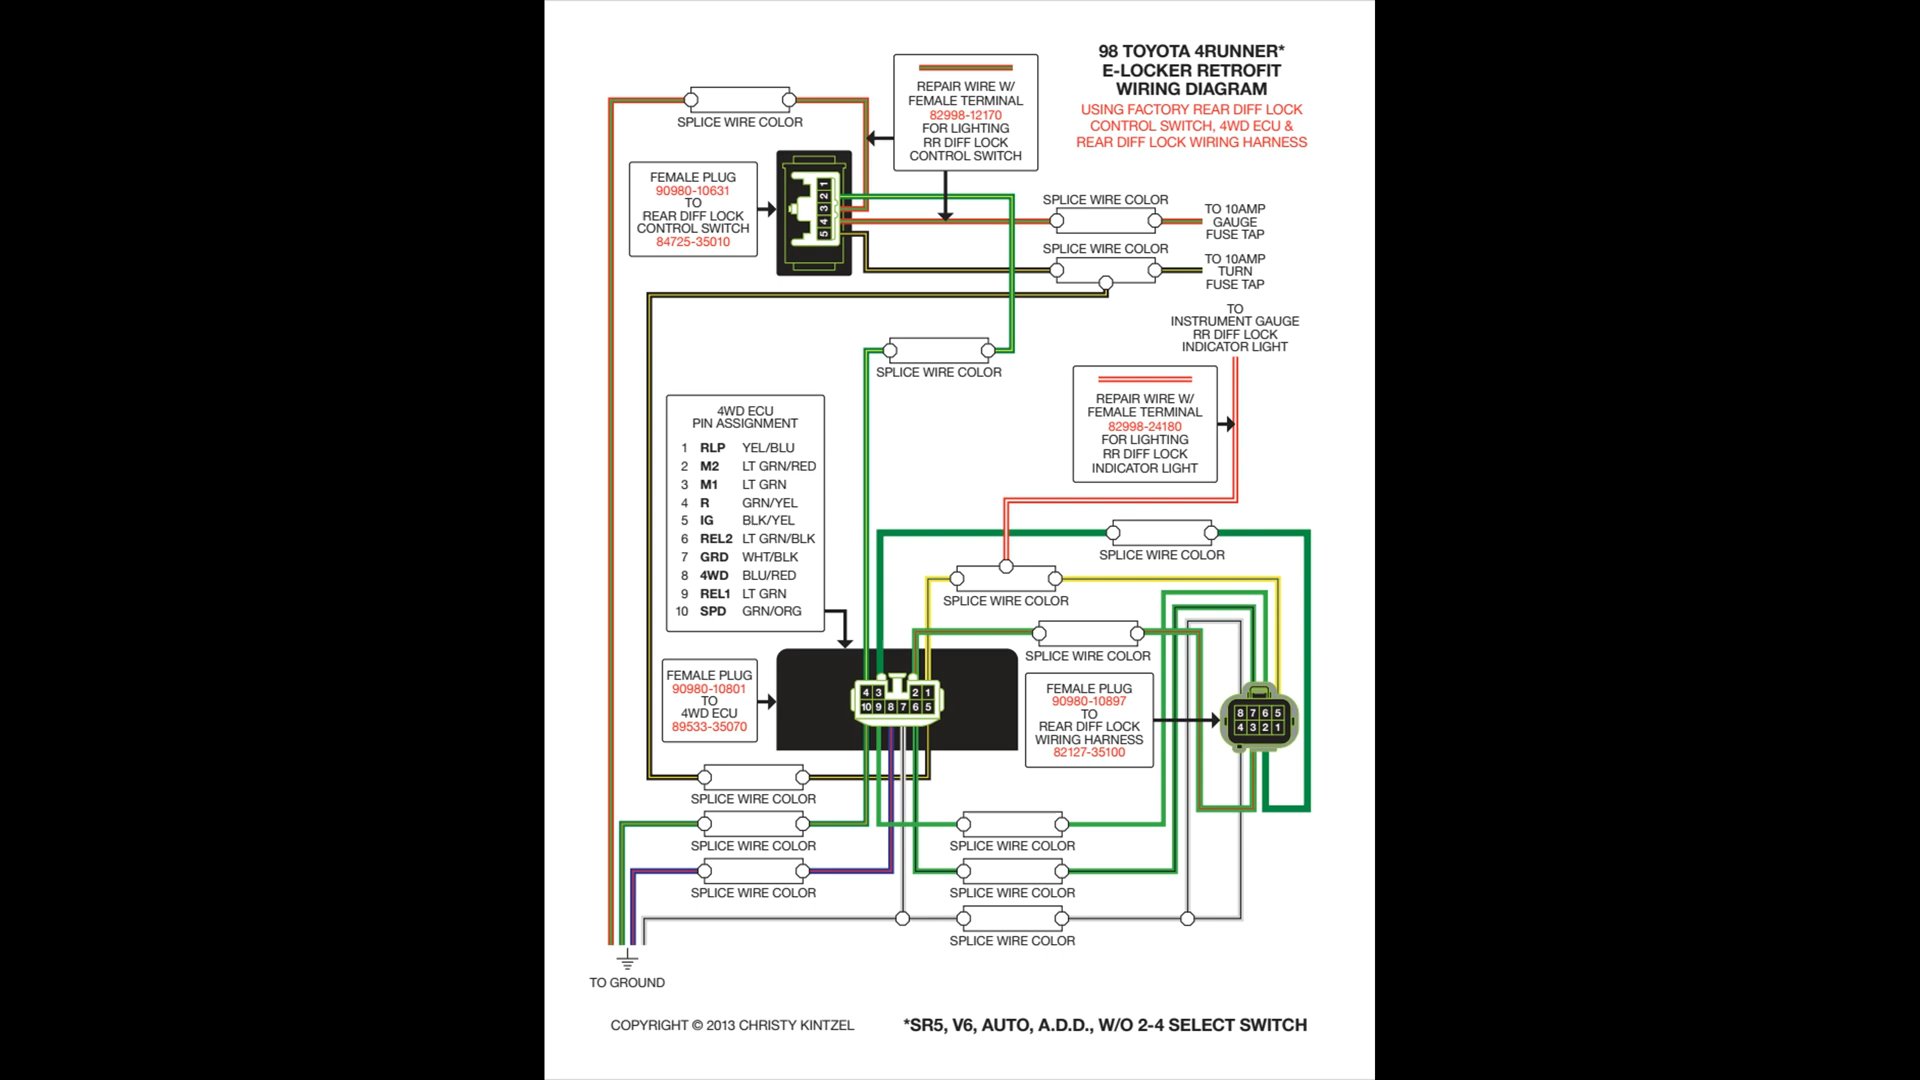 98 TOYOTA 4RUNNER*
E-LOCKER RETROFIT
WIRING DIAGRAM
USING FACTORY REAR DIFF LOCK
CONTROL SWITCH, 4WD ECU &
REAR DIFF LOCK WIRING HARNESS
REPAIR WIRE W/
FEMALE TERMINAL
82998-12170
FOR LIGHTING
RR DIFF LOCK
CONTROL SWITCH
SPLICE WIRE COLOR
FEMALE PLUG
90980-10631
TO
REAR DIFF LOCK
CONTROL SWITCH
84725-35010
1
2
3
4
5
SPLICE WIRE COLOR
TO 10AMP
GAUGE
FUSE TAP
SPLICE WIRE COLOR
TO 10AMP
TURN
FUSE TAP
TO
INSTRUMENT GAUGE
RR DIFF LOCK
INDICATOR LIGHT
SPLICE WIRE COLOR
REPAIR WIRE W/
FEMALE TERMINAL
82998-24180
FOR LIGHTING
RR DIFF LOCK
INDICATOR LIGHT
4WD ECU
PIN ASSIGNMENT
1 RLP YEL/BLU
2 M2 LT GRN/RED
3 M1 LT GRN
4 R GRN/YEL
5 IG BLK/YEL
6 REL2 LT GRN/BLK
7 GRD WHT/BLK
8 4WD BLU/RED
9 REL1 LT GRN
10 SPD GRN/ORG
SPLICE WIRE COLOR
SPLICE WIRE COLOR
SPLICE WIRE COLOR
FEMALE PLUG
90980-10801
TO
4WD ECU
89533-35070
4 3 2 1
10 9 8 7 6 5
FEMALE PLUG
90980-10897
TO
REAR DIFF LOCK
WIRING HARNESS
82127-35100
8 7 6 5
4 3 2 1
SPLICE WIRE COLOR
SPLICE WIRE COLOR
SPLICE WIRE COLOR
SPLICE WIRE COLOR
SPLICE WIRE COLOR
SPLICE WIRE COLOR
TO GROUND
COPYRIGHT © 2013 CHRISTY KINTZEL
*SR5, V6, AUTO, A.D.D., W/O 2-4 SELECT SWITCH